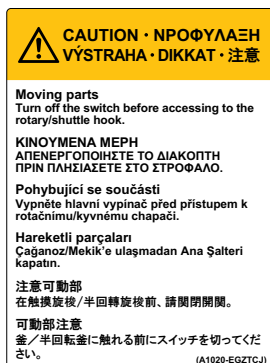 CAUTION・ΝΡΟΦΥΛΑΞΗ
VÝSTRAHA・DIKKAT・注意
Moving parts
Turn off the switch before accessing to the
rotary/shuttle hook.
ΚΙΝΟΥΜΕΝΑ ΜΕΡΗ
ΑΠΕΝΕΡΓΟΠΟΙΗΣΤΕ ΤΟ ΔΙΑΚΟΠΤΗ
ΠΡΙΝ ΠΛΗΣΙΑΣΕΤΕ ΣΤΟ ΣΤΡΟΦΑΛΟ.
Pohybující se součásti
Vypněte hlavní vypínač před přístupem k
rotačnímu/kyvnému chapači.
Hareketli parçaları
Çağanoz/Mekik'e ulaşmadan Ana Şalteri
kapatın.
注意可動部
在触摸旋梭/半回轉旋梭前、請関閉開関。
可動部注意
釜／半回転釜に触れる前にスイッチを切ってくだ
さい。
(A1020-EGZTCJ)